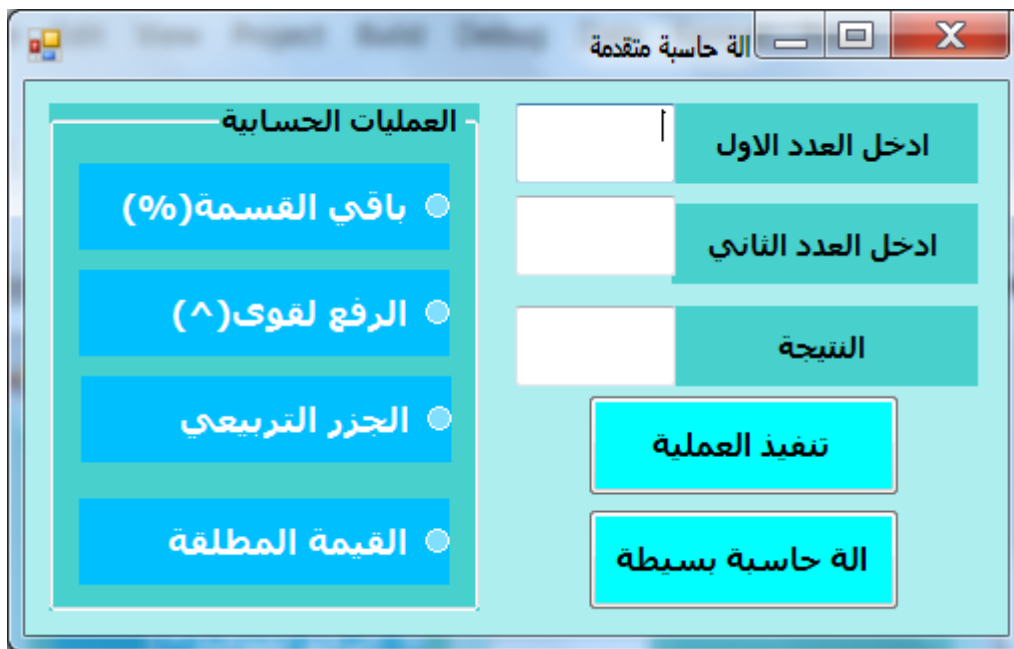 الة حاسبة متقدمة
ادخل العدد الاول
ادخل العدد الثاني
النتيجة
تنفيذ العملية
الة حاسبة بسيطة
العمليات الحسابية
باقي القسمة(%)
الرفع لقوى(^)
الجزر التربيعي
القيمة المطلقة